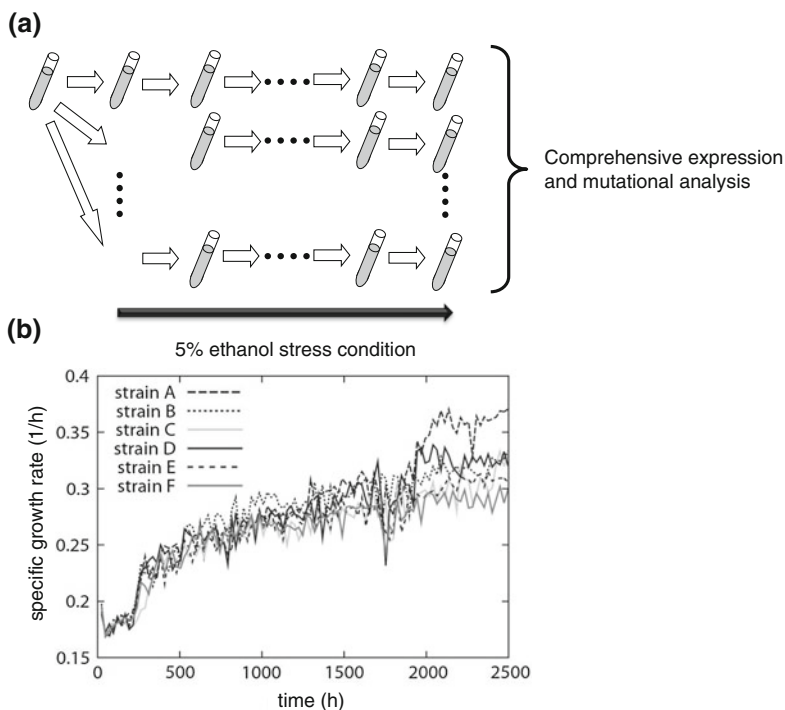 (a)
Comprehensive expression
and mutational analysis
5% ethanol stress condition
(b)
0.4
0.35
0.3
0.25
0.2
0.15
specific growth rate (1/h)
strain A
strain B
strain C
strain D
strain E
strain F
0 500 1000 1500 2000 2500
time (h)